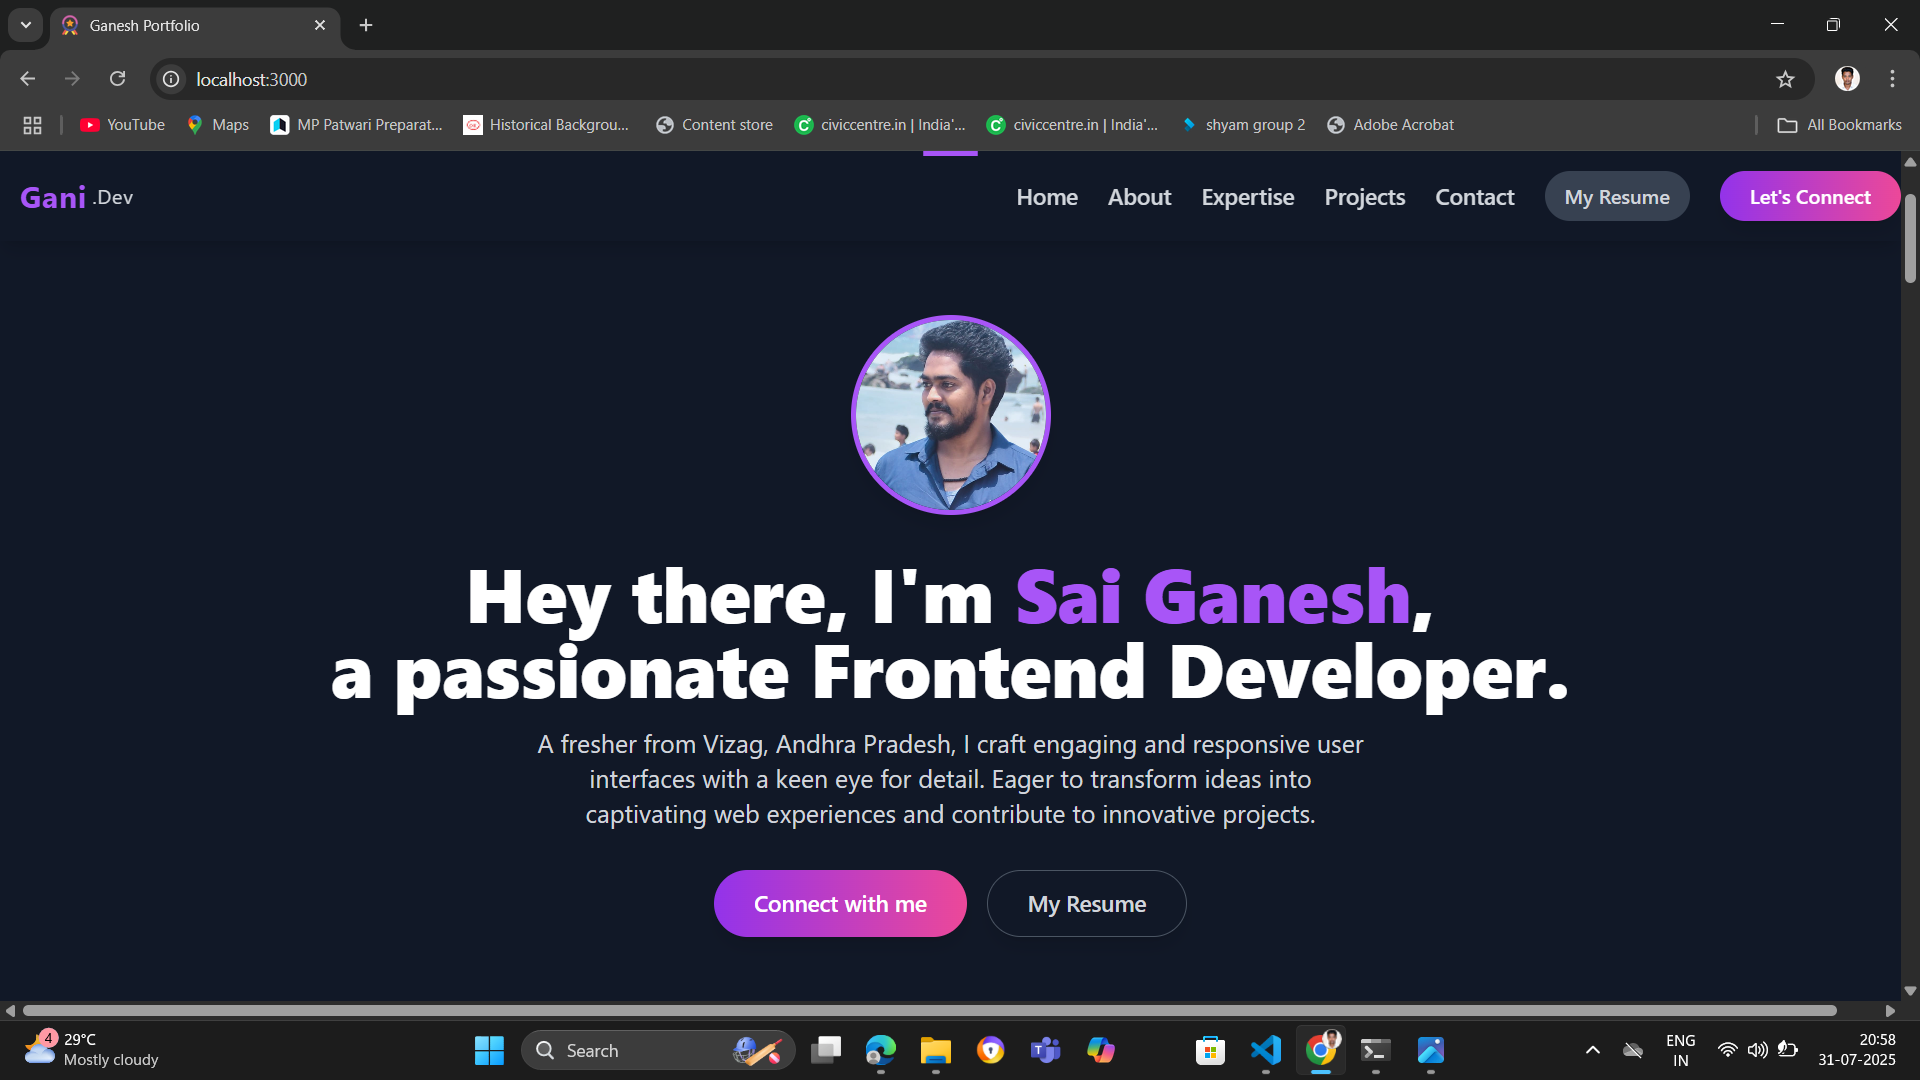 Ganesh Portfolio
localhost:3000
YouTube
Maps
MP Patwari Preparat...
Historical Backgrou...
Content store
civiccentre.in | India'...
civiccentre.in | India'...
shyam group 2
Adobe Acrobat
All Bookmarks
Gani .Dev
Home
About
Expertise
Projects
Contact
My Resume
Let's Connect
Hey there, I'm Sai Ganesh,
a passionate Frontend Developer.
A fresher from Vizag, Andhra Pradesh, I craft engaging and responsive user
interfaces with a keen eye for detail. Eager to transform ideas into
captivating web experiences and contribute to innovative projects.
Connect with me
My Resume
4
29°C
Mostly cloudy
Search
ENG
IN
20:58
31-07-2025